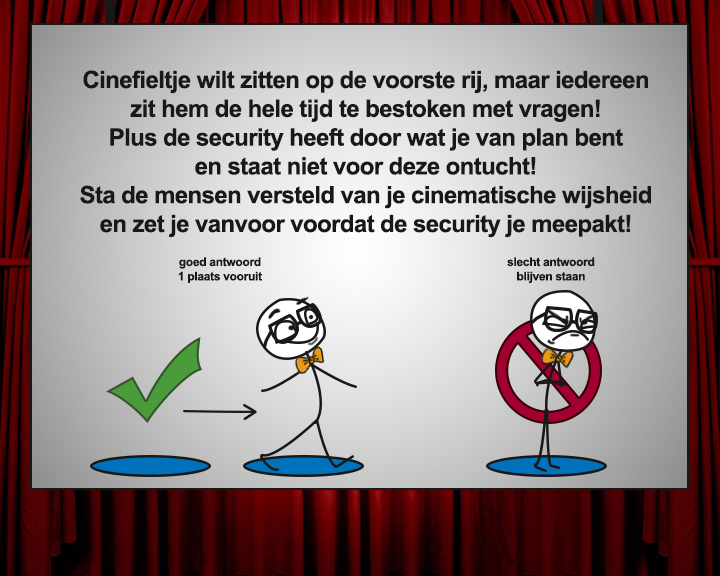 Cinefieltje wilt zitten op de voorste rij, maar iedereen
zit hem de hele tijd te bestoken met vragen!
Plus de security heeft door wat je van plan bent
en staat niet voor deze ontucht!
Sta de mensen versteld van je cinematische wijsheid
en zet je vanvoor voordat de security je meepakt!
goed antwoord
1 plaats vooruit
slecht antwoord
blijven staan